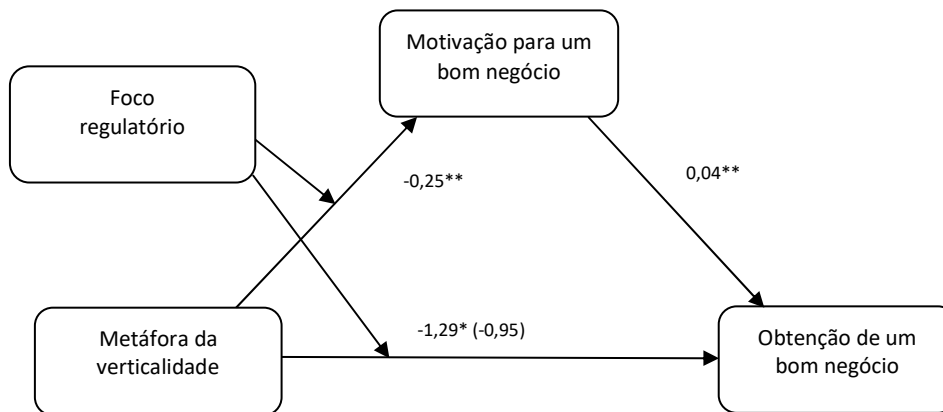 Motivação para um
bom negócio
Foco
regulatório
-0,25**
0,04**
Metáfora da
verticalidade
-1,29* (-0,95)
Obtenção de um
bom negócio